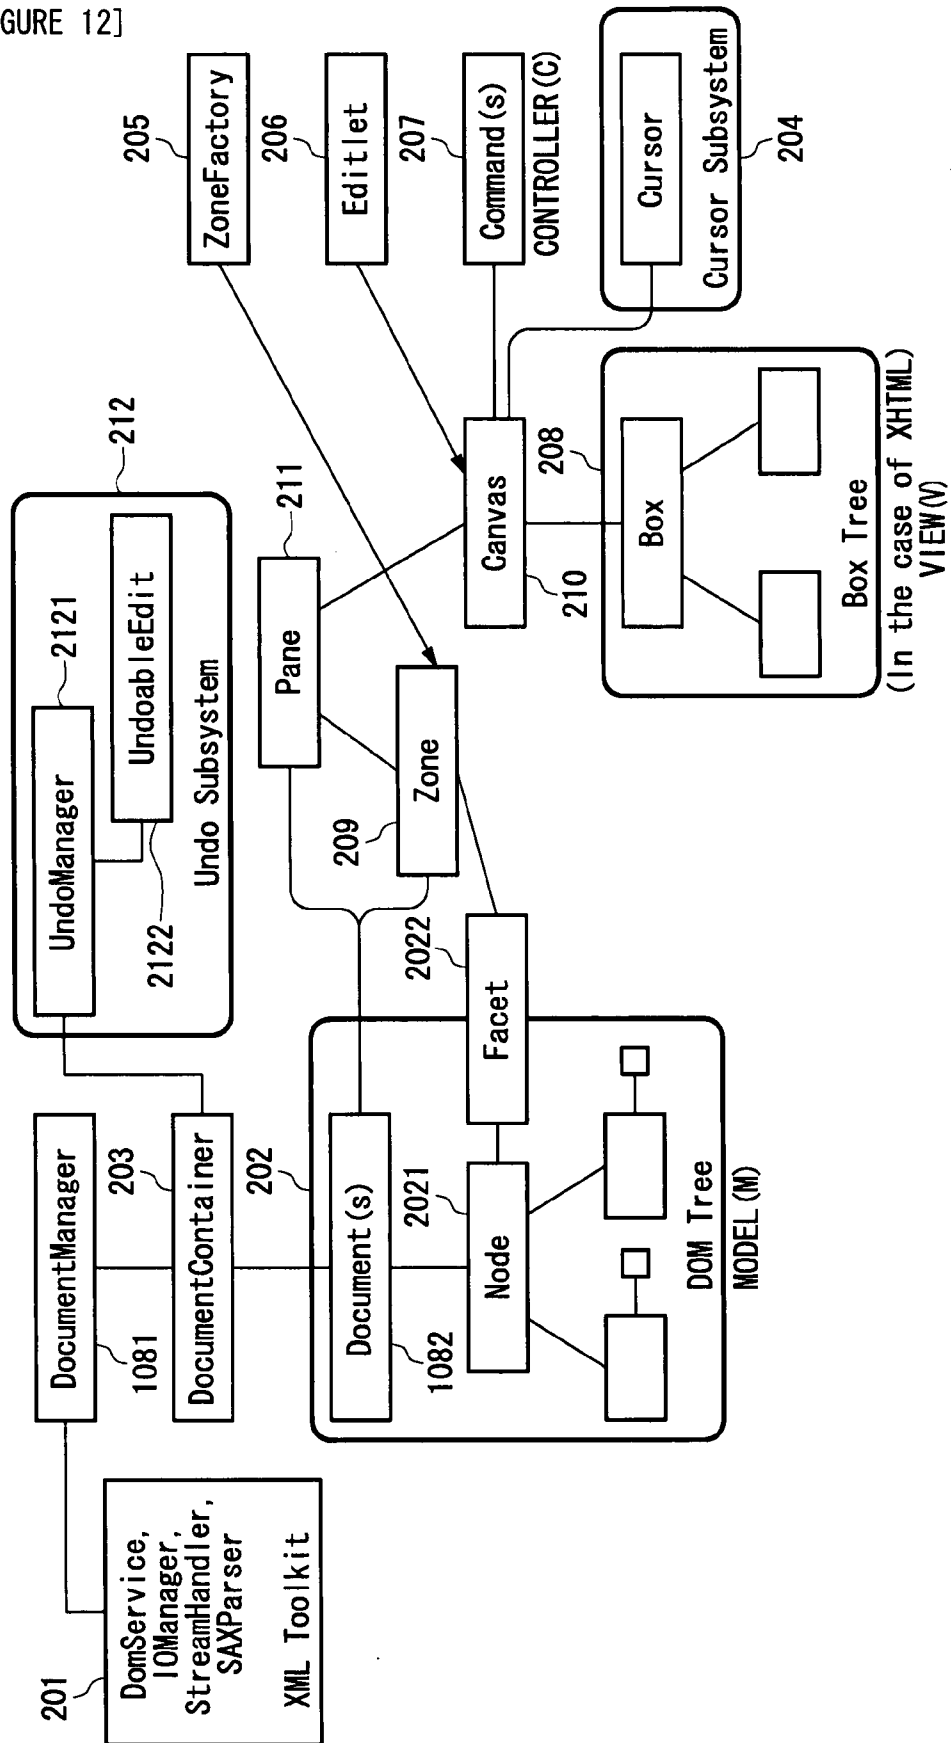 GURE 12]
201
DomService,
IOManager,
StreamHandler,
SAXParser
XML Toolkit
DocumentManager
1081
203
DocumentContainer
202
Document(s)
1082
2021
Node
2022
Facet
DOM Tree
MODEL(M)
212
2121
UndoManager
UndoableEdit
2122
Undo Subsystem
211
Pane
209
Zone
205
ZoneFactory
206
Editlet
207
Command(s)
CONTROLLER(C)
Canvas
210
208
Box
Box Tree
(In the case of XHTML)
VIEW(V)
Cursor
Cursor Subsystem
204